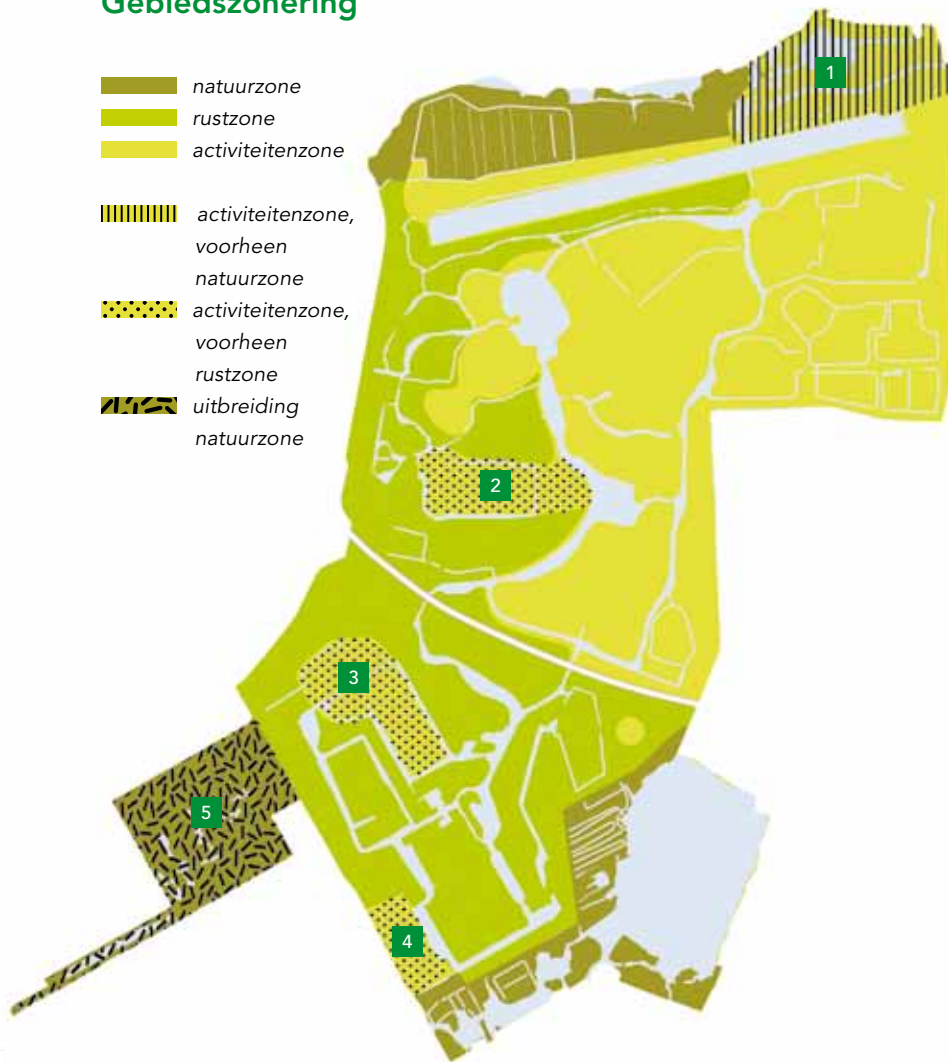 Gebiedszonering
natuurzone
rustzone
activiteitenzone
activiteitenzone,
voorheen
natuurzone
activiteitenzone,
voorheen
rustzone
uitbreiding
natuurzone
1
2
3
4
5